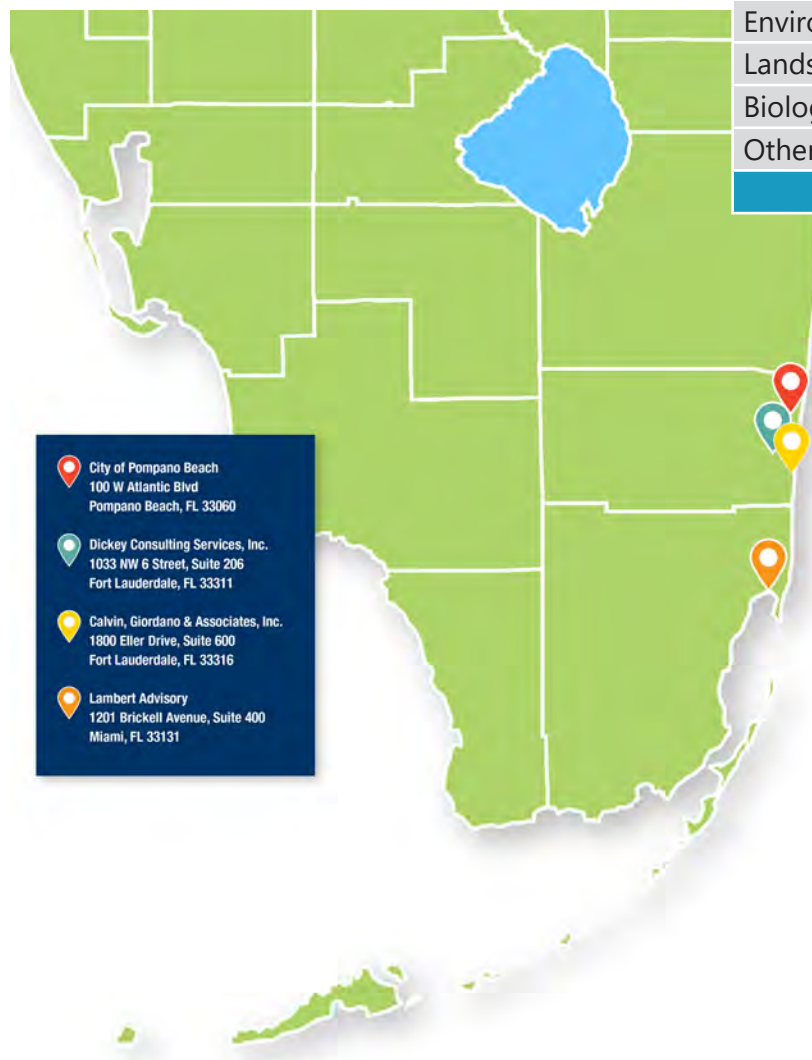 City of Pompano Beach
100 W Atlantic Blvd
Pompano Beach, FL 33060
Dickey Consulting Services, Inc.
1033 NW 6 Street, Suite 206
Fort Lauderdale, FL 33311
Calvin, Giordano & Associates, Inc.
1800 Eller Drive, Suite 600
Fort Lauderdale, FL 33316
Lambert Advisory
1201 Brickell Avenue, Suite 400
Miami, FL 33131